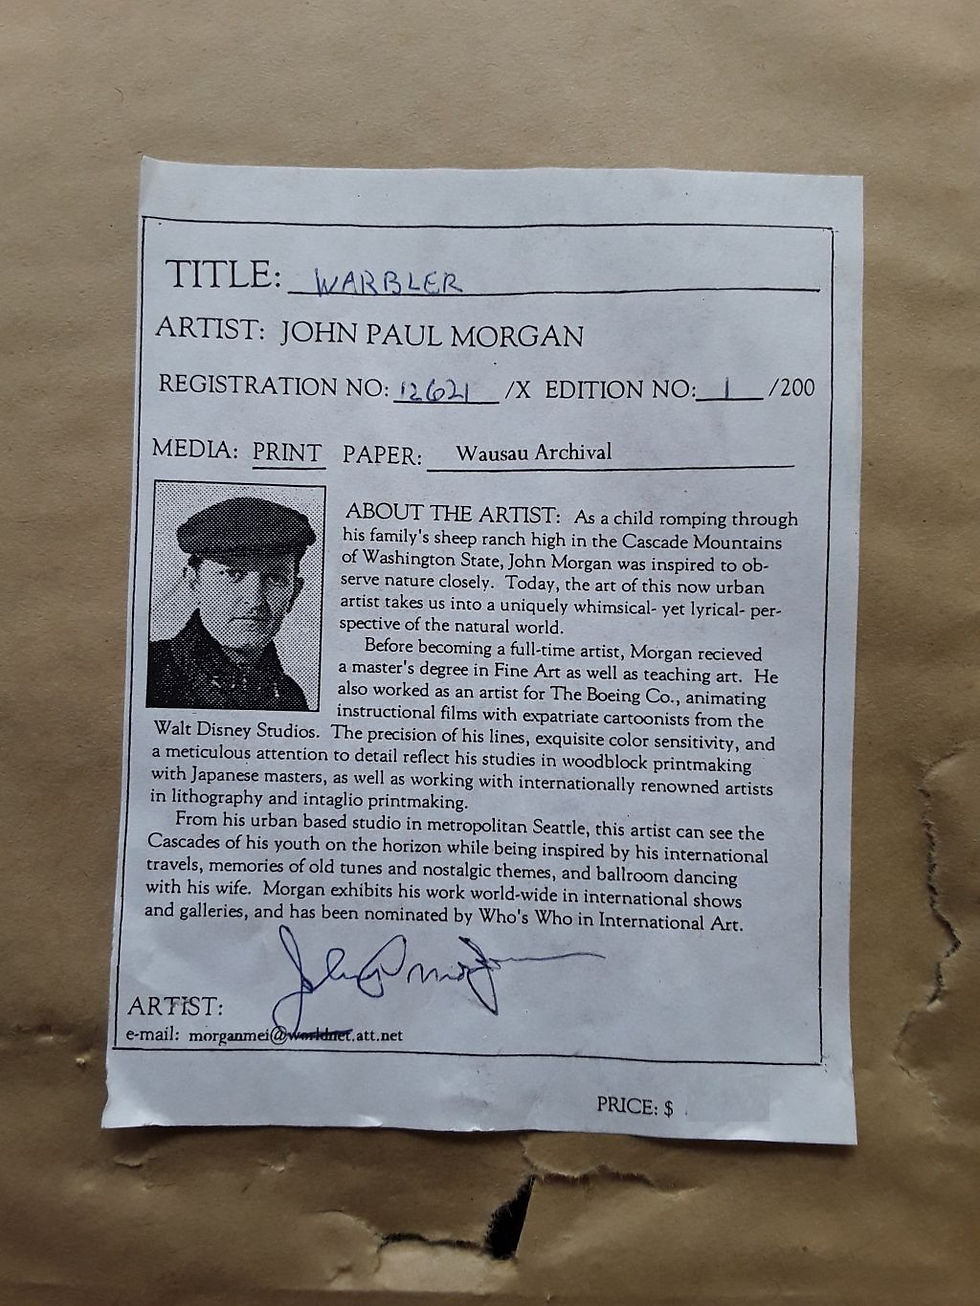 TITLE: WARBLER
ARTIST: JOHN PAUL MORGAN
REGISTRATION NO: 12621 /X EDITION NO: 1 /200
MEDIA: PRINT PAPER: Wausau Archival
ABOUT THE ARTIST: As a child romping through
his family's sheep ranch high in the Cascade Mountains
of Washington State, John Morgan was inspired to ob-
serve nature closely. Today, the art of this now urban
artist takes us into a uniquely whimsical- yet lyrical- per-
spective of the natural world.
Before becoming a full-time artist, Morgan recieved
a master's degree in Fine Art as well as teaching art. He
also worked as an artist for The Boeing Co., animating
instructional films with expatriate cartoonists from the
Walt Disney Studios. The precision of his lines, exquisite color sensitivity, and
a meticulous attention to detail reflect his studies in woodblock printmaking
with Japanese masters, as well as working with internationally renowned artists
in lithography and intaglio printmaking.
From his urban based studio in metropolitan Seattle, this artist can see the
Cascades of his youth on the horizon while being inspired by his international
travels, memories of old tunes and nostalgic themes, and ballroom dancing
with his wife. Morgan exhibits his work world-wide in international shows
and galleries, and has been nominated by Who's Who in International Art.
John P Morgan
ARTIST:
e-mail: morganmei@worldnet.att.net
PRICE: $